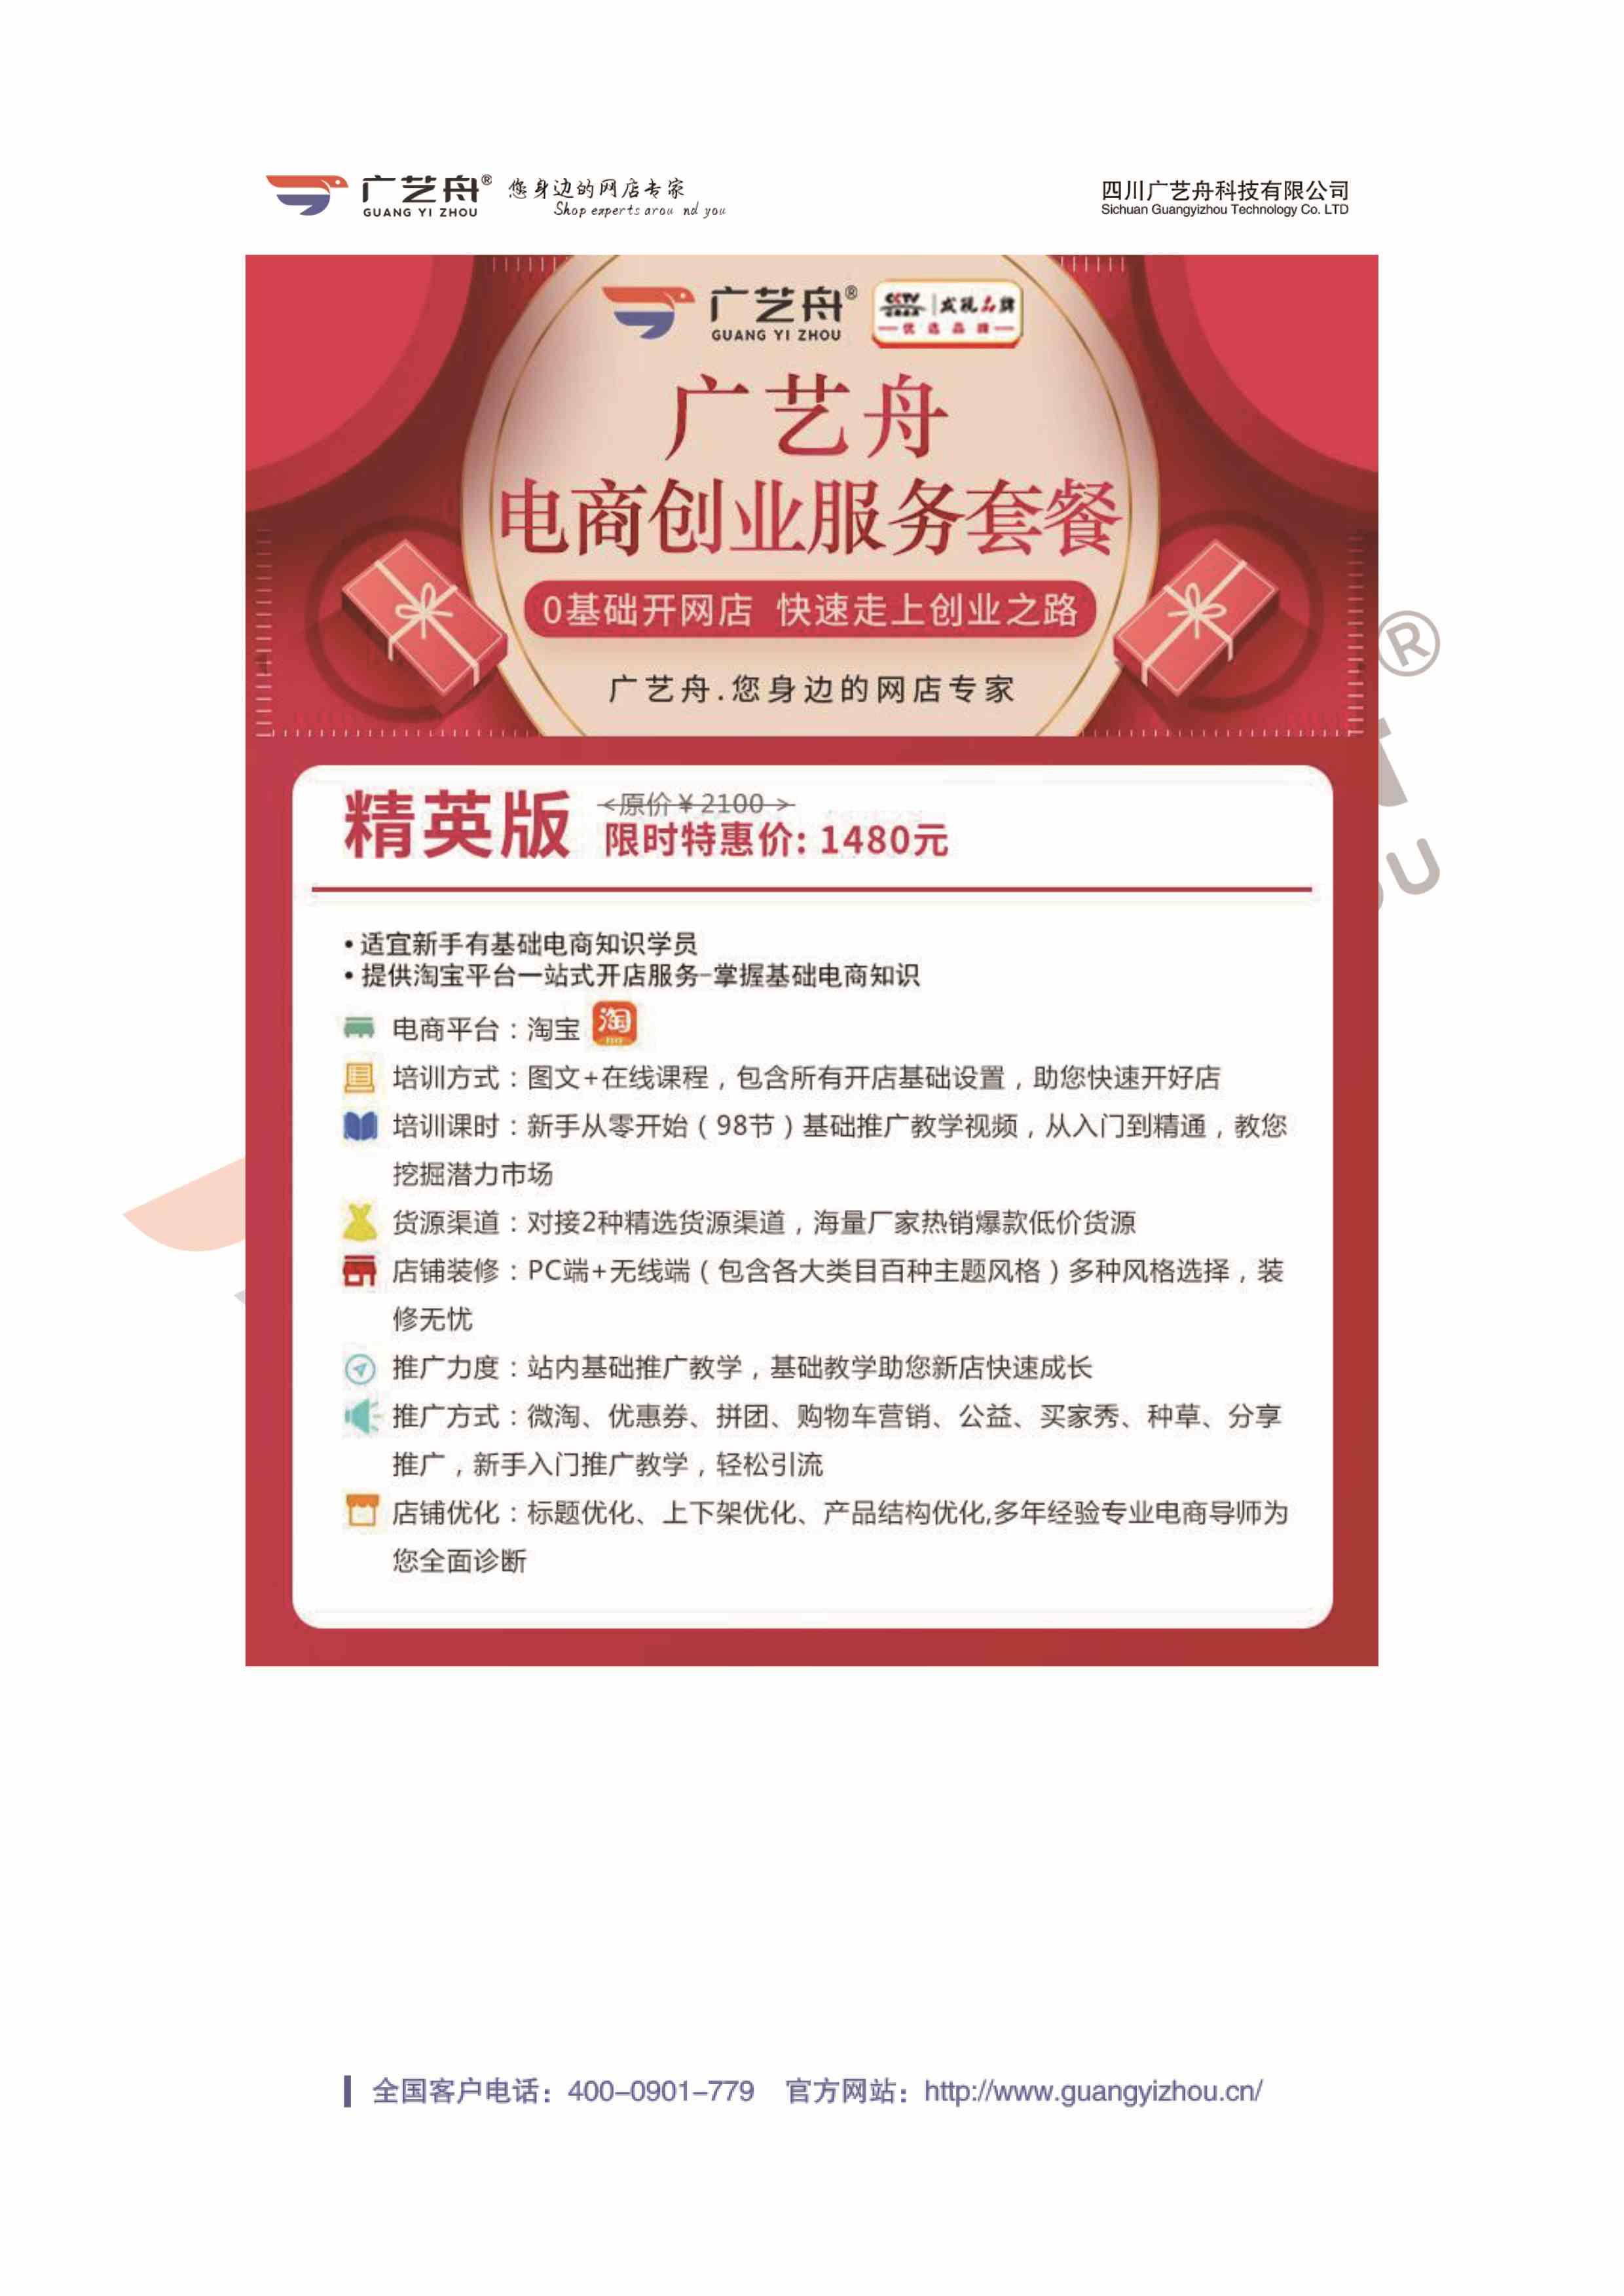 广艺舟®
GUANG YI ZHOU
您身边的网店专家
Shop experts arou nd you
四川广艺舟科技有限公司
Sichuan Guangyizhou Technology Co. LTD
广艺舟®
GUANG YI ZHOU
CCTV
发现品牌
优选品牌
广艺舟
电商创业服务套餐
0基础开网店 快速走上创业之路
广艺舟.您身边的网店专家
®
精英版
<原价¥2100>
限时特惠价: 1480元
• 适宜新手有基础电商知识学员
• 提供淘宝平台一站式开店服务-掌握基础电商知识
电商平台：淘宝 淘
培训方式：图文+在线课程，包含所有开店基础设置，助您快速开好店
培训课时：新手从零开始（98节）基础推广教学视频，从入门到精通，教您
挖掘潜力市场
货源渠道：对接2种精选货源渠道，海量厂家热销爆款低价货源
店铺装修：PC端+无线端（包含各大类目百种主题风格）多种风格选择，装
修无忧
推广力度：站内基础推广教学，基础教学助您新店快速成长
推广方式：微淘、优惠券、拼团、购物车营销、公益、买家秀、种草、分享
推广，新手入门推广教学，轻松引流
店铺优化：标题优化、上下架优化、产品结构优化,多年经验专业电商导师为
您全面诊断
全国客户电话：400-0901-779 官方网站：http://www.guangyizhou.cn/